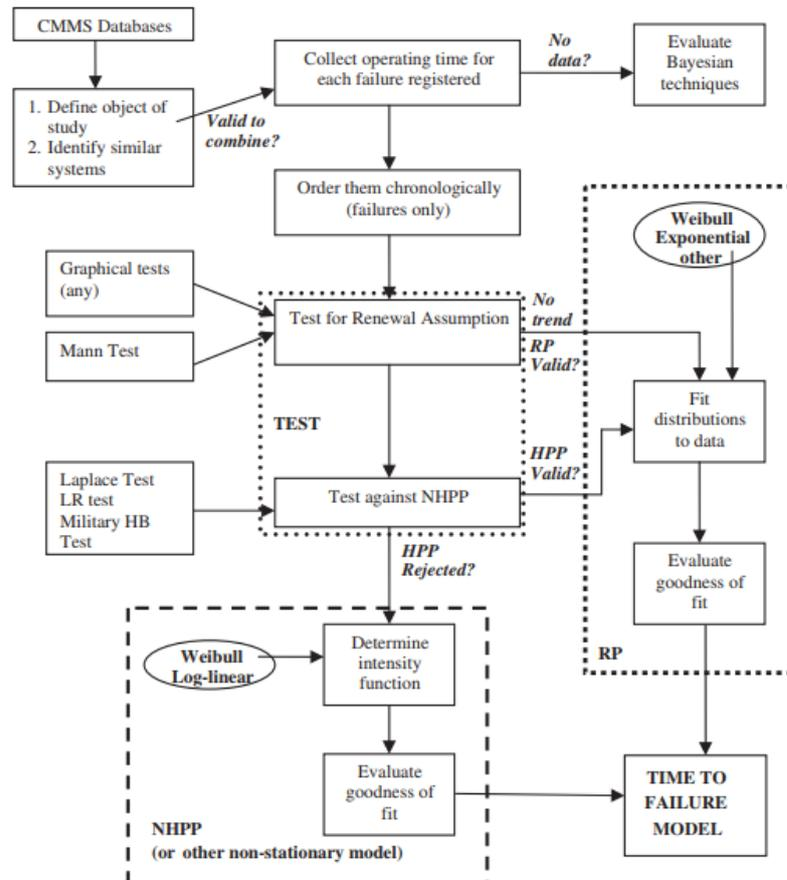 CMMS Databases
1. Define object of
study
2. Identify similar
systems
Valid to
combine?
Collect operating time for
each failure registered
No
data?
Evaluate
Bayesian
techniques
Order them chronologically
(failures only)
Graphical tests
(any)
Mann Test
Test for Renewal Assumption
No
trend
RP
Valid?
Weibull
Exponential
other
Fit
distributions
to data
TEST
HPP
Valid?
Laplace Test
LR test
Military HB
Test
Test against NHPP
HPP
Rejected?
Evaluate
goodness of
fit
RP
Weibull
Log-linear
Determine
intensity
function
Evaluate
goodness of
fit
NHPP
(or other non-stationary model)
TIME TO
FAILURE
MODEL